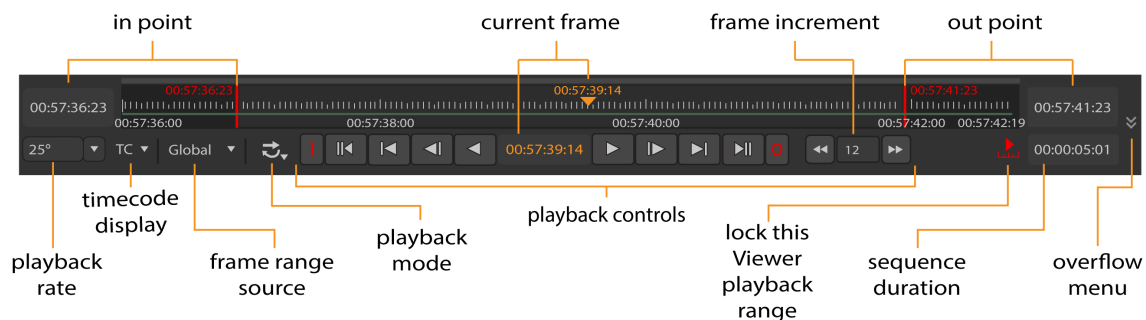 in point
current frame
frame increment
out point
00:57:36:23
00:57:36:23
00:57:39:14
00:57:41:23
00:57:41:23
00:57:36:00
00:57:38:00
00:57:40:00
00:57:42:00
00:57:42:19
25°
TC
Global
I
00:57:39:14
O
12
00:00:05:01
playback
rate
timecode
display
frame range
source
playback
mode
playback controls
lock this
Viewer
playback
range
sequence
duration
overflow
menu